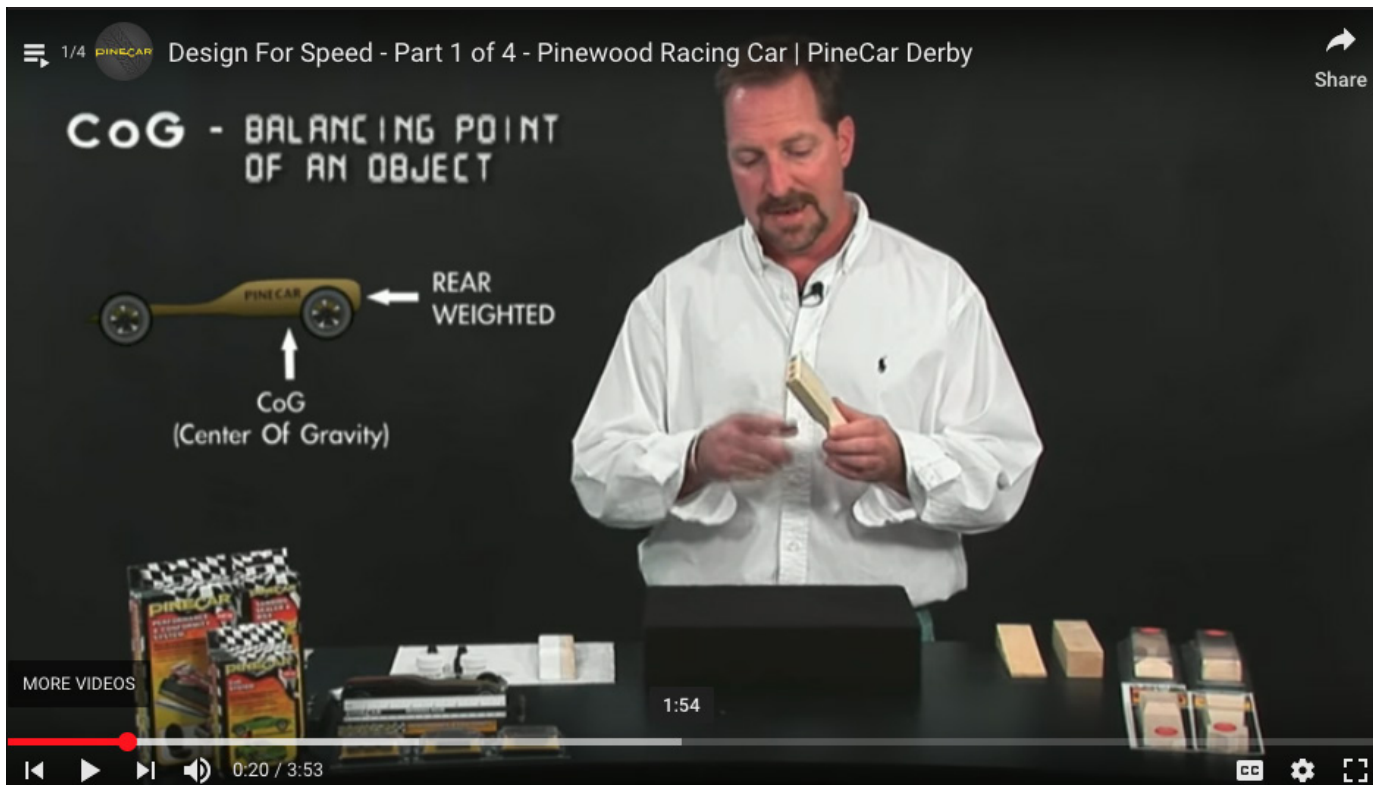 1/4 PINECAR Design For Speed - Part 1 of 4 - Pinewood Racing Car | PineCar Derby
Share
CoG - BALANCING POINT
OF AN OBJECT
PINECAR
REAR
WEIGHTED
CoG
(Center Of Gravity)
PINECAR
PERFORMANCE
SYSTEM
PINECAR
MORE VIDEOS
1:54
0:20 / 3:53
CC